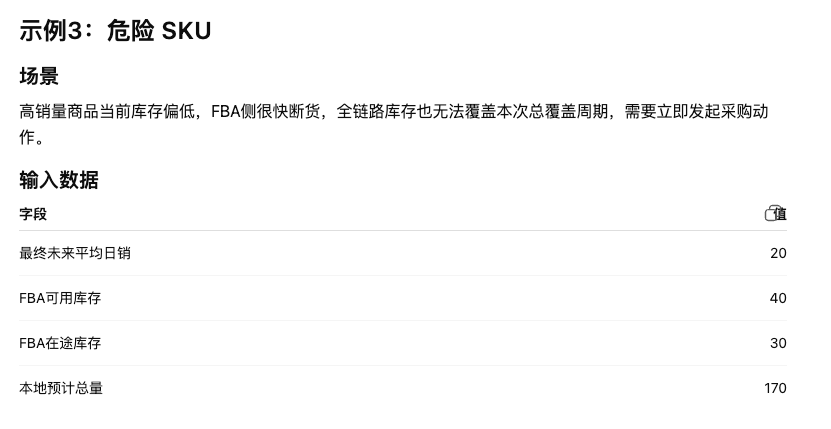 示例3：危险 SKU
场景
高销量商品当前库存偏低，FBA侧很快断货，全链路库存也无法覆盖本次总覆盖周期，需要立即发起采购动
作。
输入数据
字段 值
最终未来平均日销 20
FBA可用库存 40
FBA在途库存 30
本地预计总量 170